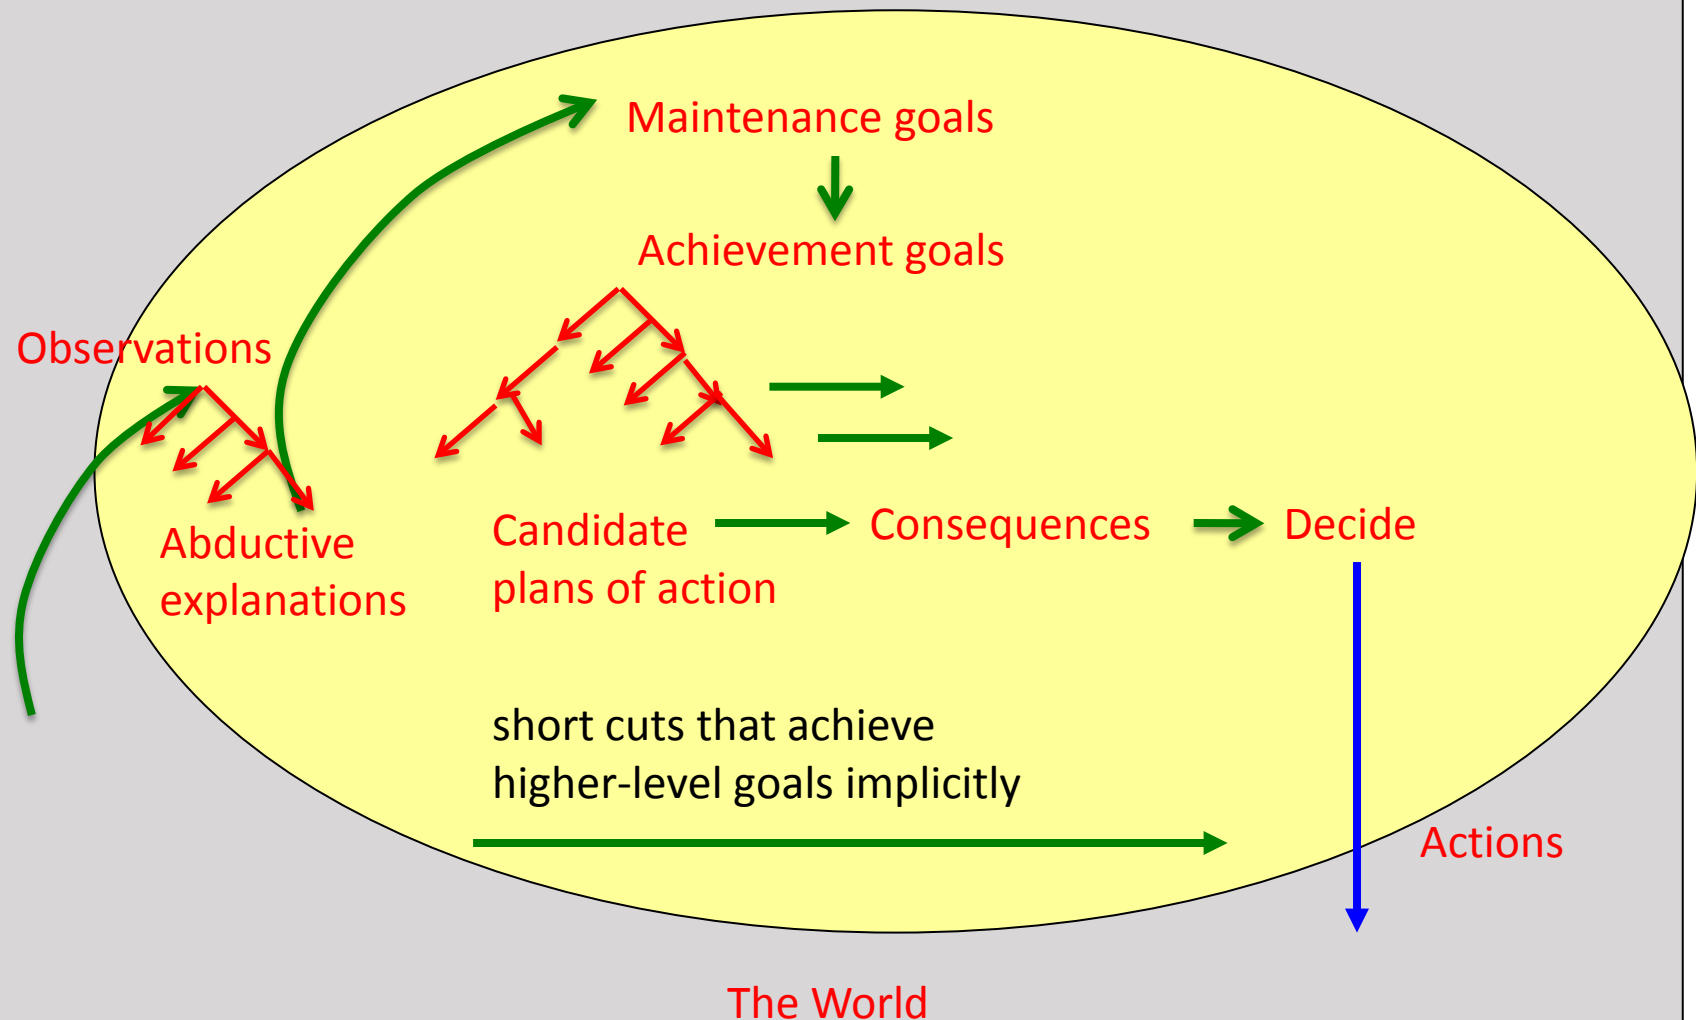 Maintenance goals
Achievement goals
Observations
Abductive
explanations
Candidate
plans of action
Consequences
Decide
short cuts that achieve
higher-level goals implicitly
Actions
The World